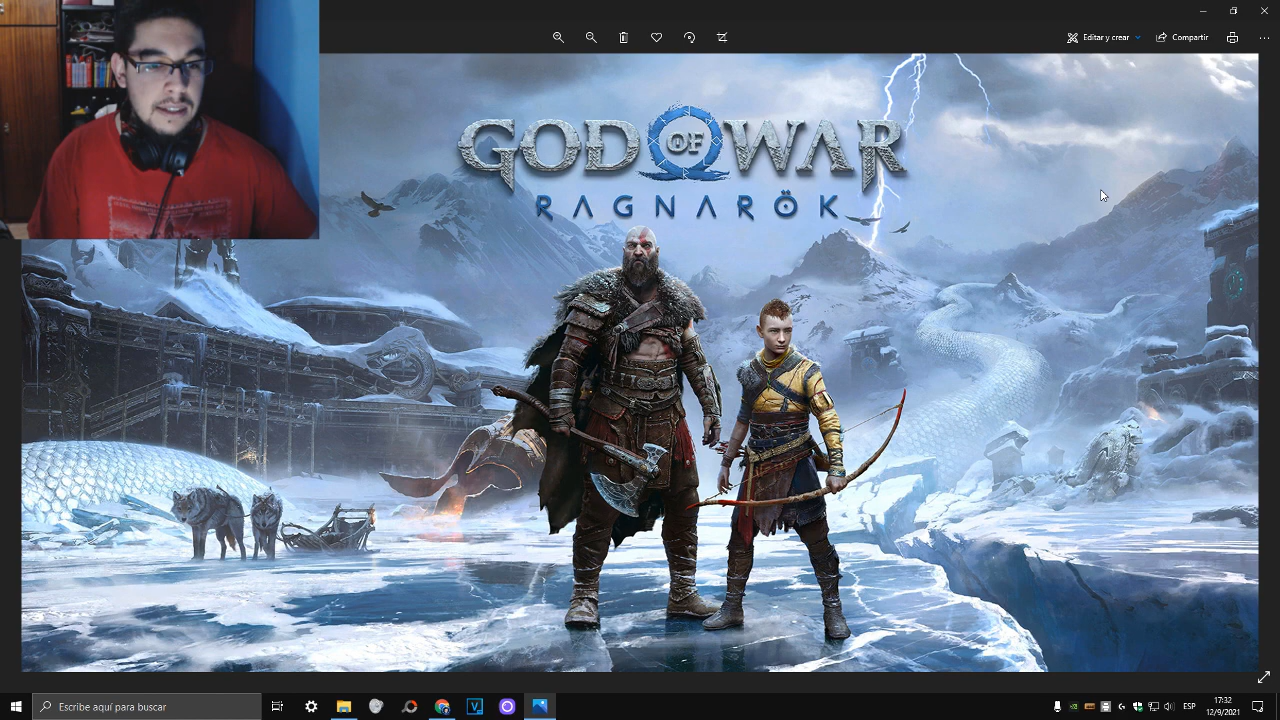 Editar y crear
Compartir
GOD OF WAR
RAGNARÖK
Escribe aquí para buscar
ESP
17:32
12/9/2021